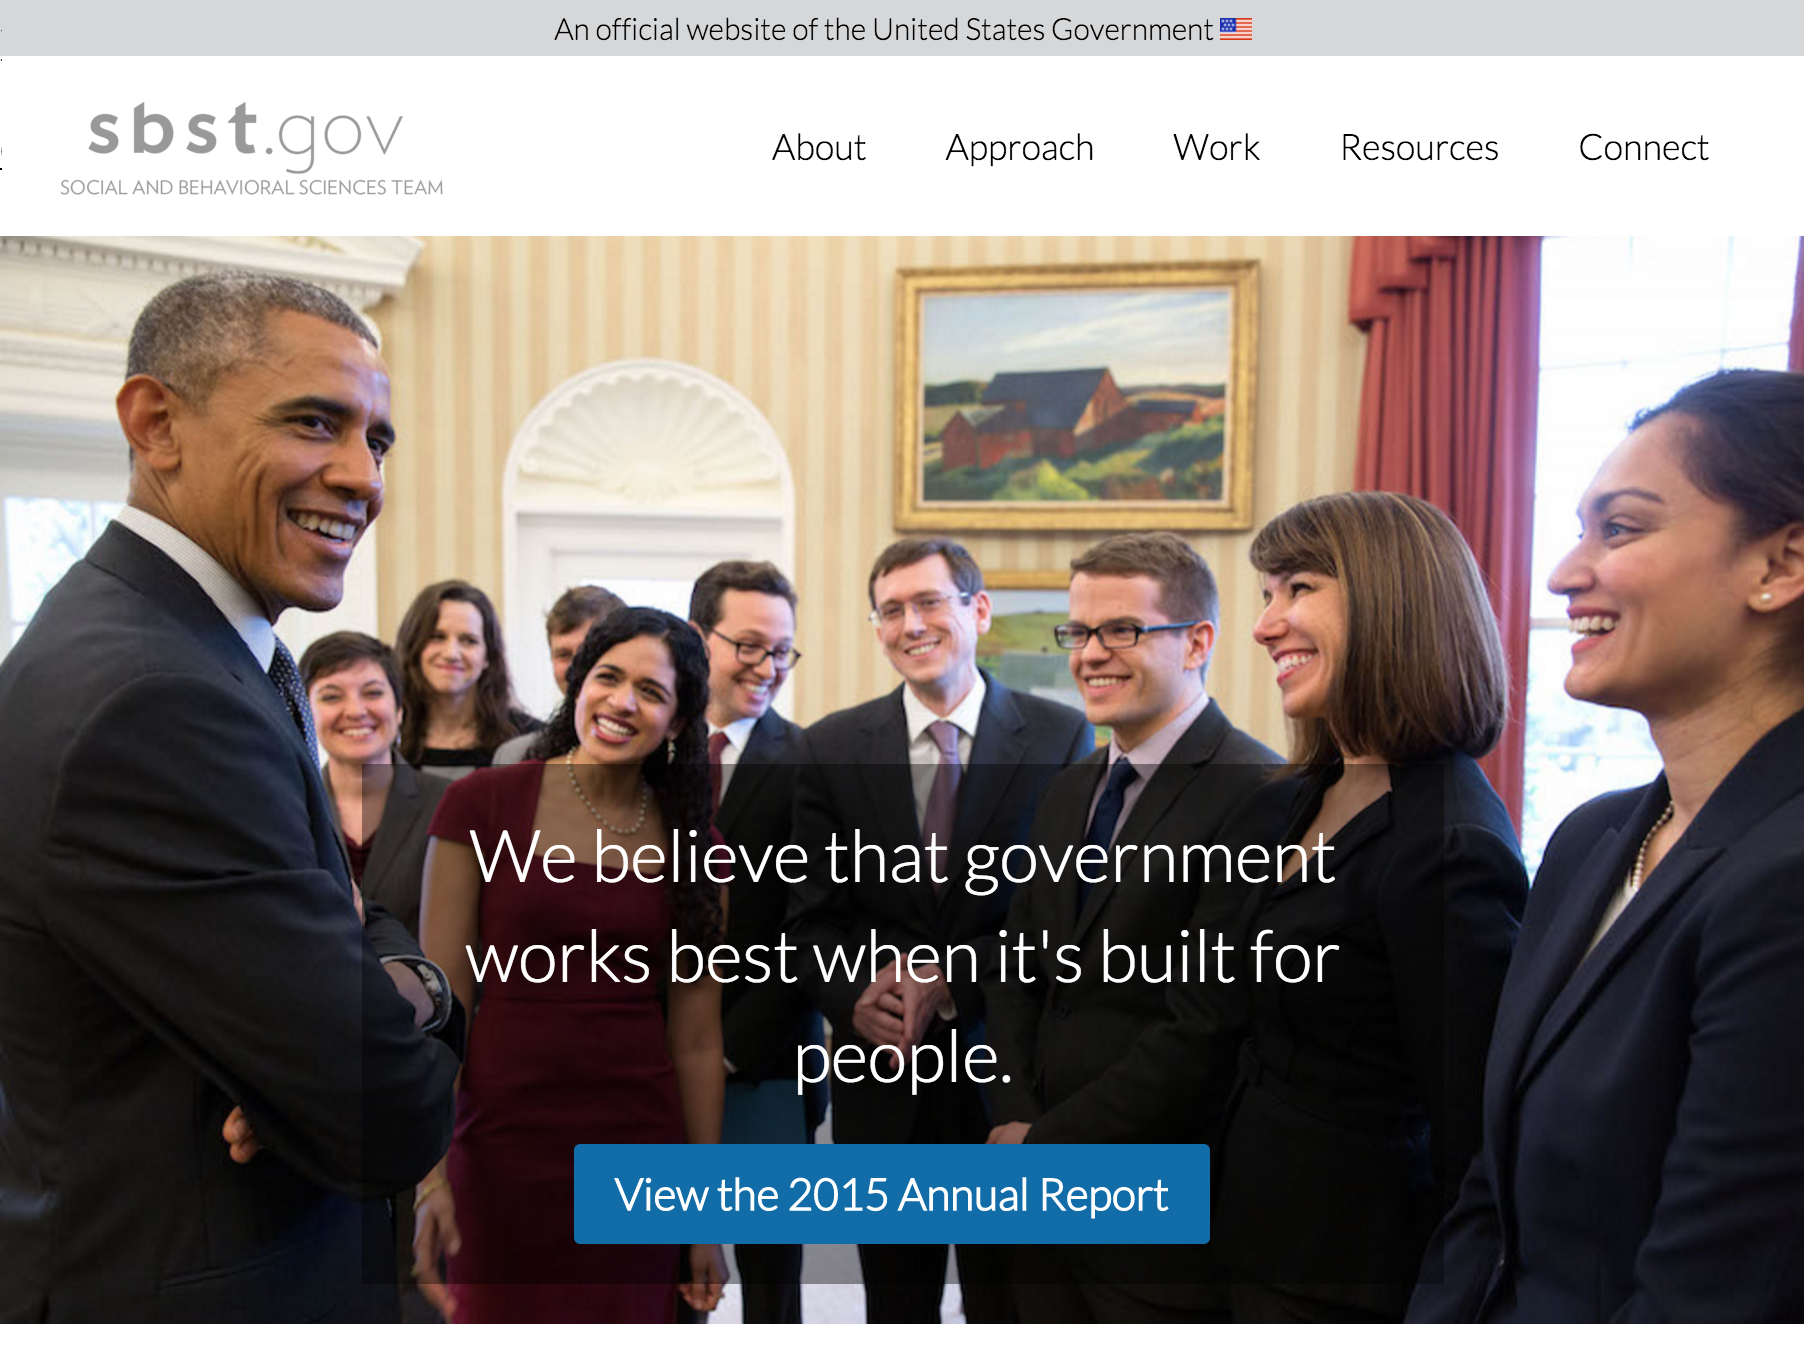 An official website of the United States Government
sbst.gov
SOCIAL AND BEHAVIORAL SCIENCES TEAM
About Approach Work Resources Connect
We believe that government
works best when it's built for
people.
View the 2015 Annual Report